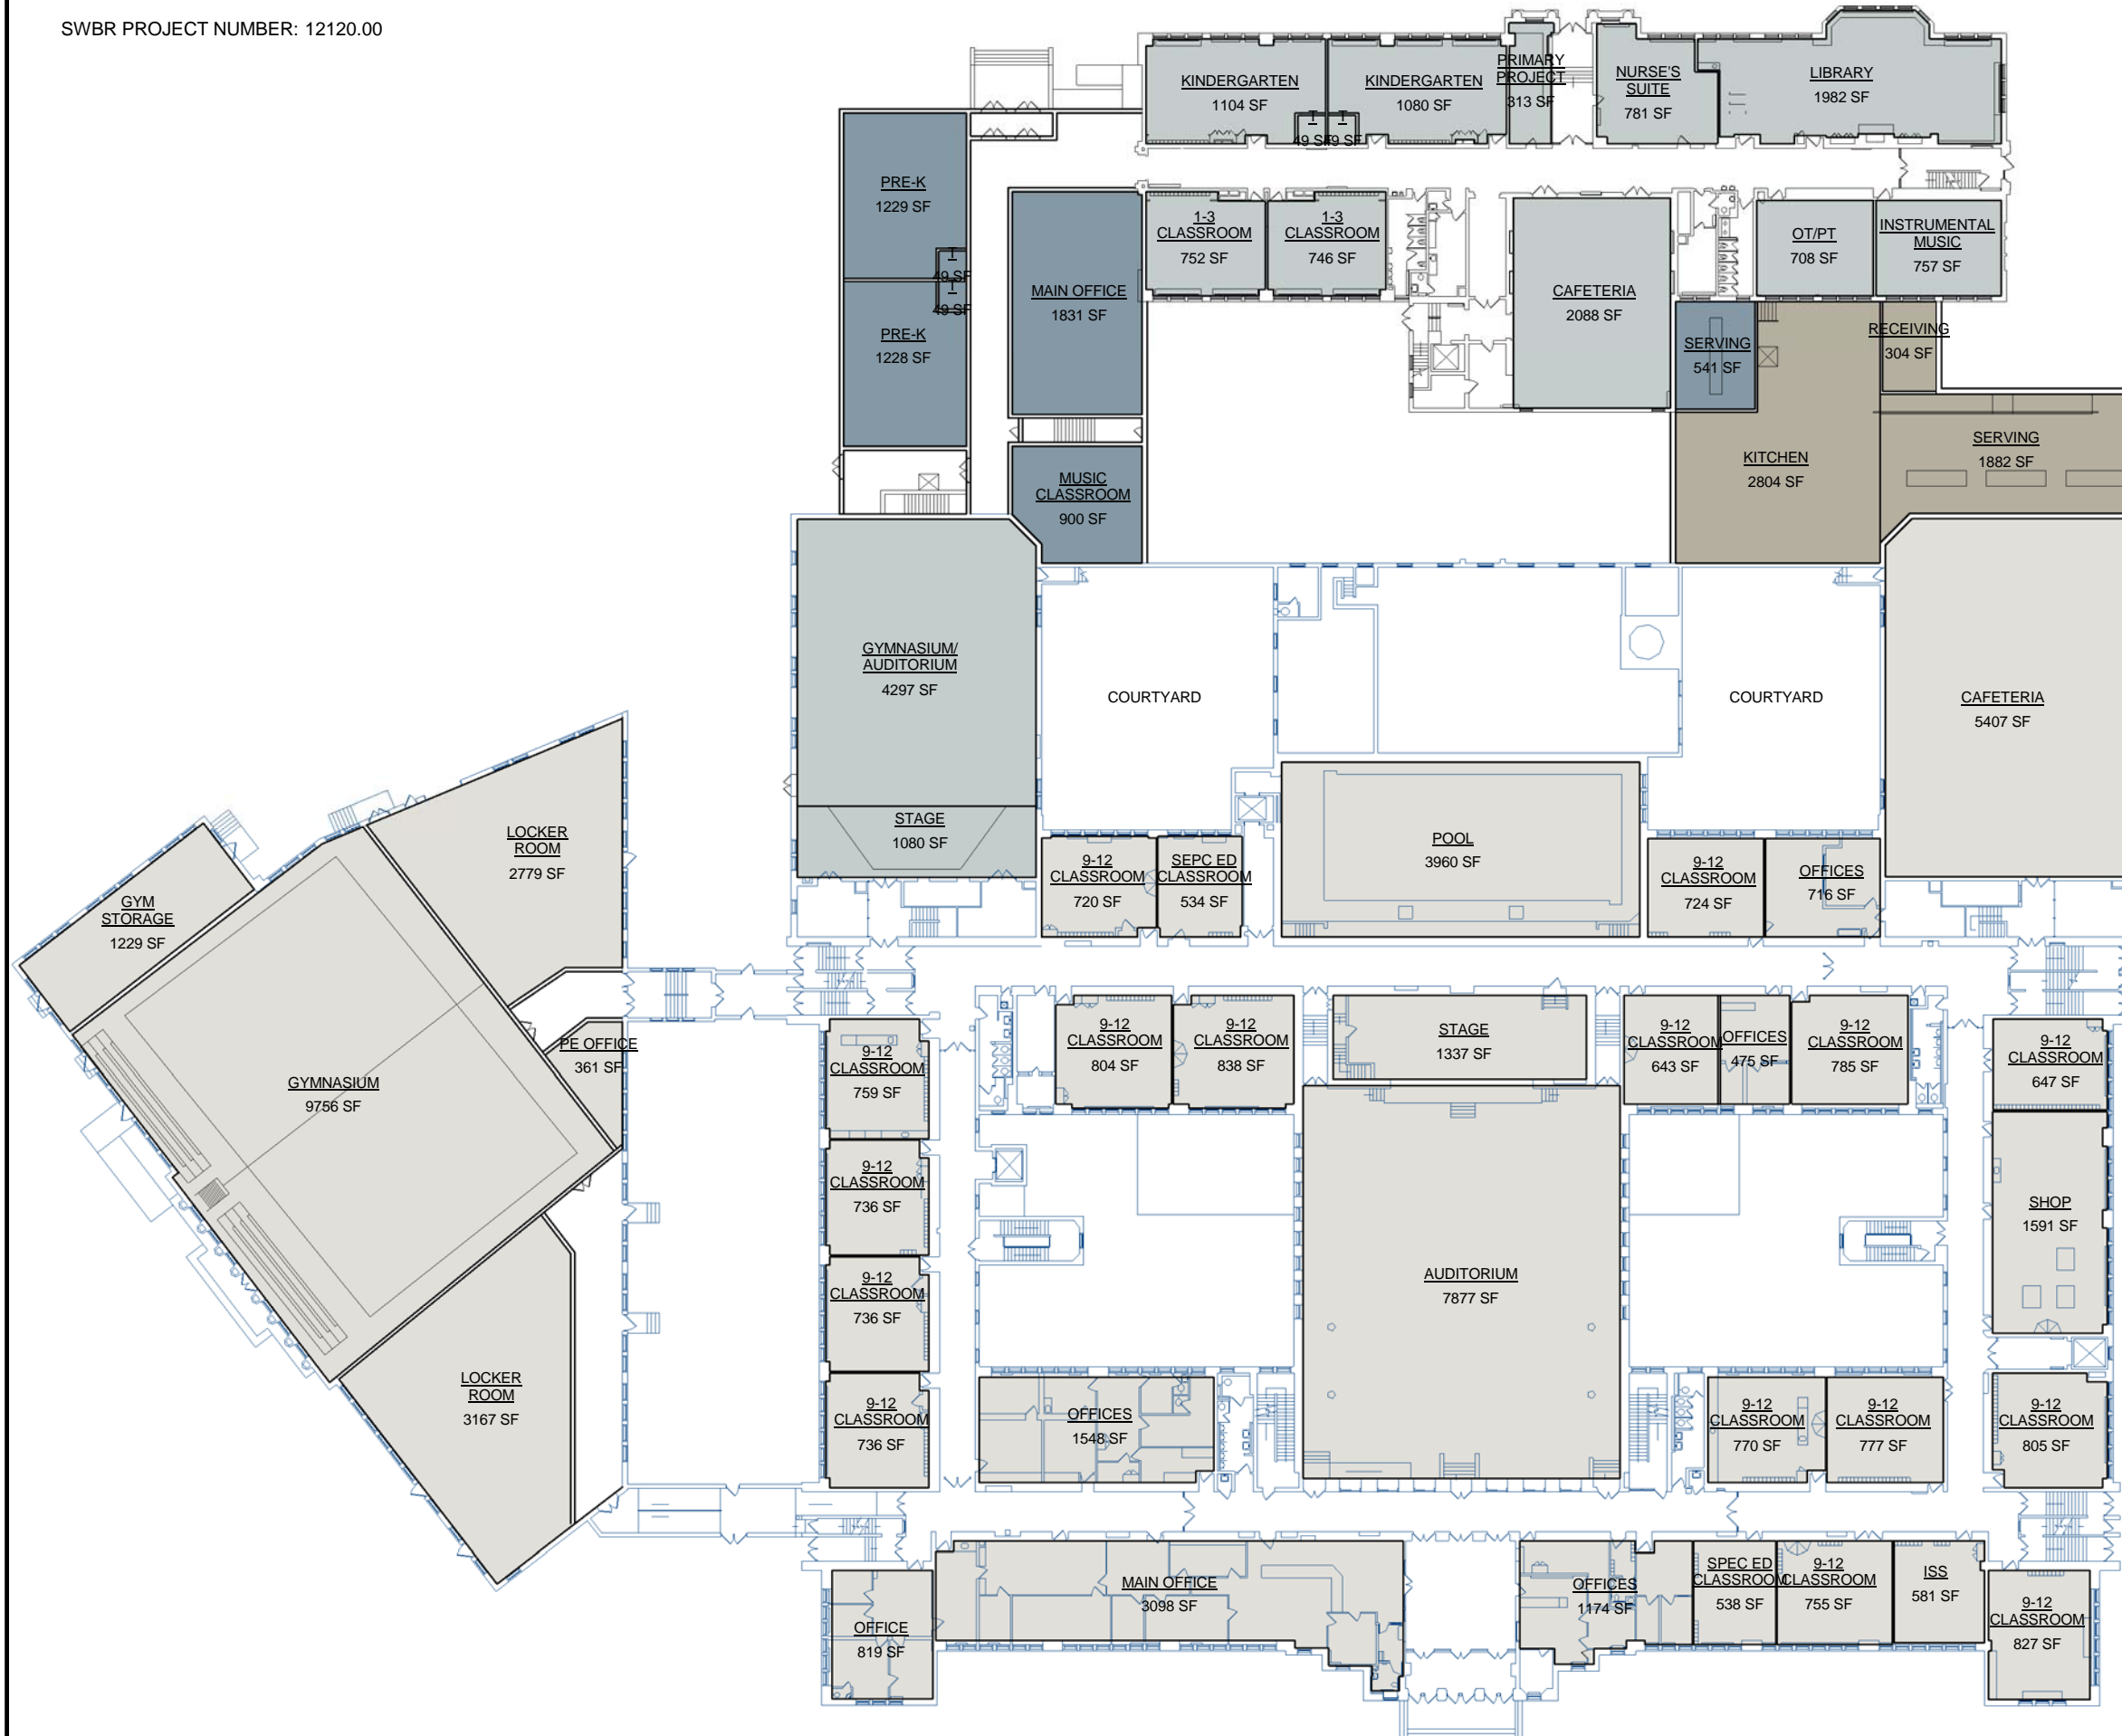 SWBR PROJECT NUMBER: 12120.00
KINDERGARTEN
1104 SF
KINDERGARTEN
1080 SF
PRIMARY
PROJECT
313 SF
NURSE'S
SUITE
781 SF
LIBRARY
1982 SF
T
49 SF
T
49 SF
PRE-K
1229 SF
T
49 SF
T
49 SF
PRE-K
1228 SF
MAIN OFFICE
1831 SF
1-3
CLASSROOM
752 SF
1-3
CLASSROOM
746 SF
CAFETERIA
2088 SF
OT/PT
708 SF
INSTRUMENTAL
MUSIC
757 SF
SERVING
541 SF
RECEIVING
304 SF
KITCHEN
2804 SF
SERVING
1882 SF
MUSIC
CLASSROOM
900 SF
GYMNASIUM/
AUDITORIUM
4297 SF
COURTYARD
COURTYARD
CAFETERIA
5407 SF
STAGE
1080 SF
LOCKER
ROOM
2779 SF
GYM
STORAGE
1229 SF
9-12
CLASSROOM
720 SF
SEPC ED
CLASSROOM
534 SF
POOL
3960 SF
9-12
CLASSROOM
724 SF
OFFICES
716 SF
PE OFFICE
361 SF
GYMNASIUM
9756 SF
9-12
CLASSROOM
759 SF
9-12
CLASSROOM
804 SF
9-12
CLASSROOM
838 SF
STAGE
1337 SF
9-12
CLASSROOM
643 SF
OFFICES
475 SF
9-12
CLASSROOM
785 SF
9-12
CLASSROOM
647 SF
9-12
CLASSROOM
736 SF
SHOP
1591 SF
9-12
CLASSROOM
736 SF
AUDITORIUM
7877 SF
LOCKER
ROOM
3167 SF
9-12
CLASSROOM
736 SF
OFFICES
1548 SF
9-12
CLASSROOM
770 SF
9-12
CLASSROOM
777 SF
9-12
CLASSROOM
805 SF
OFFICE
819 SF
MAIN OFFICE
3098 SF
OFFICES
1174 SF
SPEC ED
CLASSROOM
538 SF
9-12
CLASSROOM
755 SF
ISS
581 SF
9-12
CLASSROOM
827 SF